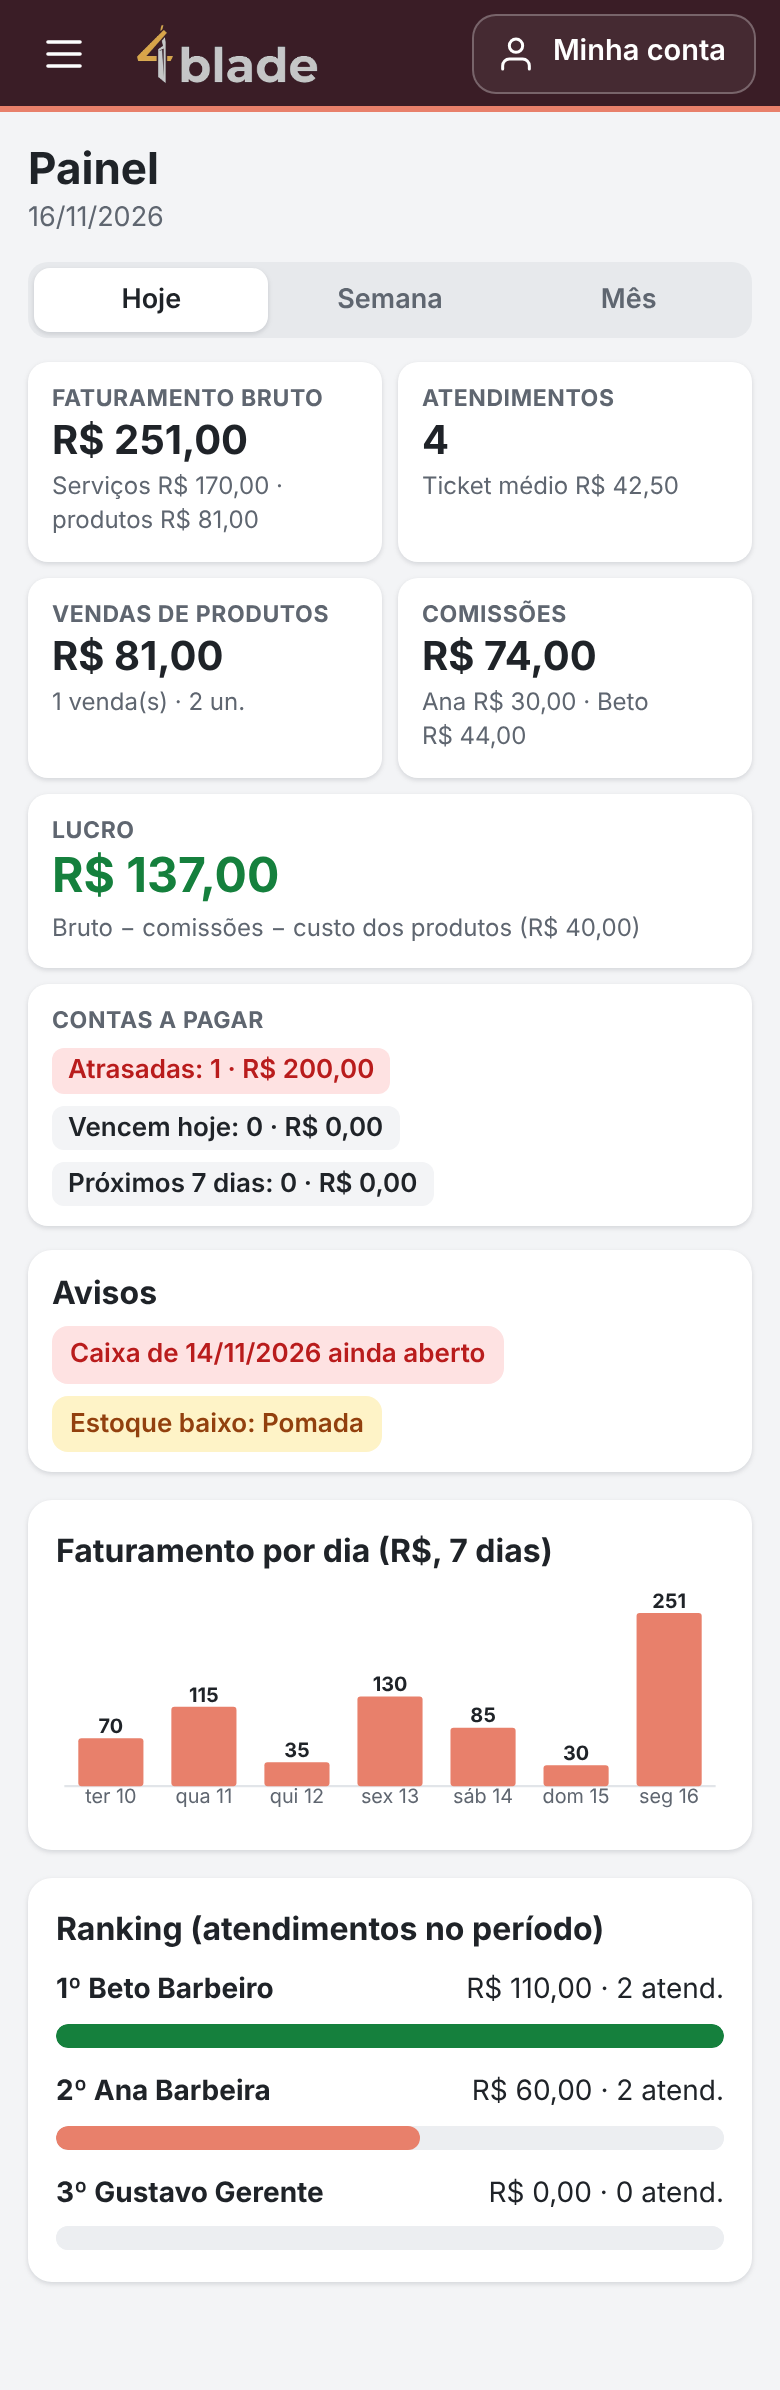 4blade
Minha conta
Painel
16/11/2026
Hoje
Semana
Mês
FATURAMENTO BRUTO
R$ 251,00
Serviços R$ 170,00 ·
produtos R$ 81,00
ATENDIMENTOS
4
Ticket médio R$ 42,50
VENDAS DE PRODUTOS
R$ 81,00
1 venda(s) · 2 un.
COMISSÕES
R$ 74,00
Ana R$ 30,00 · Beto
R$ 44,00
LUCRO
R$ 137,00
Bruto − comissões − custo dos produtos (R$ 40,00)
CONTAS A PAGAR
Atrasadas: 1 · R$ 200,00
Vencem hoje: 0 · R$ 0,00
Próximos 7 dias: 0 · R$ 0,00
Avisos
Caixa de 14/11/2026 ainda aberto
Estoque baixo: Pomada
Faturamento por dia (R$, 7 dias)
70
115
35
130
85
30
251
ter 10
qua 11
qui 12
sex 13
sáb 14
dom 15
seg 16
Ranking (atendimentos no período)
1º Beto Barbeiro
R$ 110,00 · 2 atend.
2º Ana Barbeira
R$ 60,00 · 2 atend.
3º Gustavo Gerente
R$ 0,00 · 0 atend.